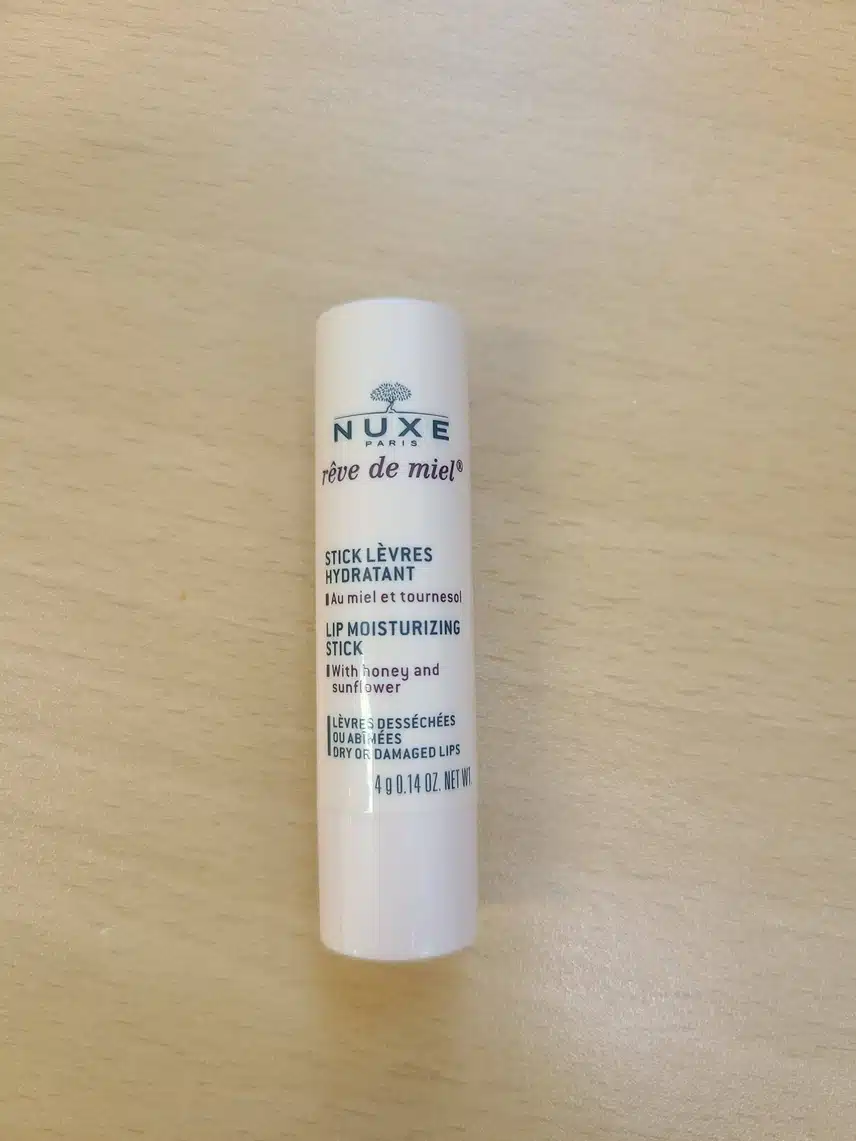 NUXE
PARIS
rêve de miel®
STICK LÈVRES
HYDRATANT
Au miel et tournesol
LIP MOISTURIZING
STICK
With honey and
sunflower
LÈVRES DESSÉCHÉES
OU ABÎMÉES
DRY OR DAMAGED LIPS
4 g 0.14 OZ. NET WT.